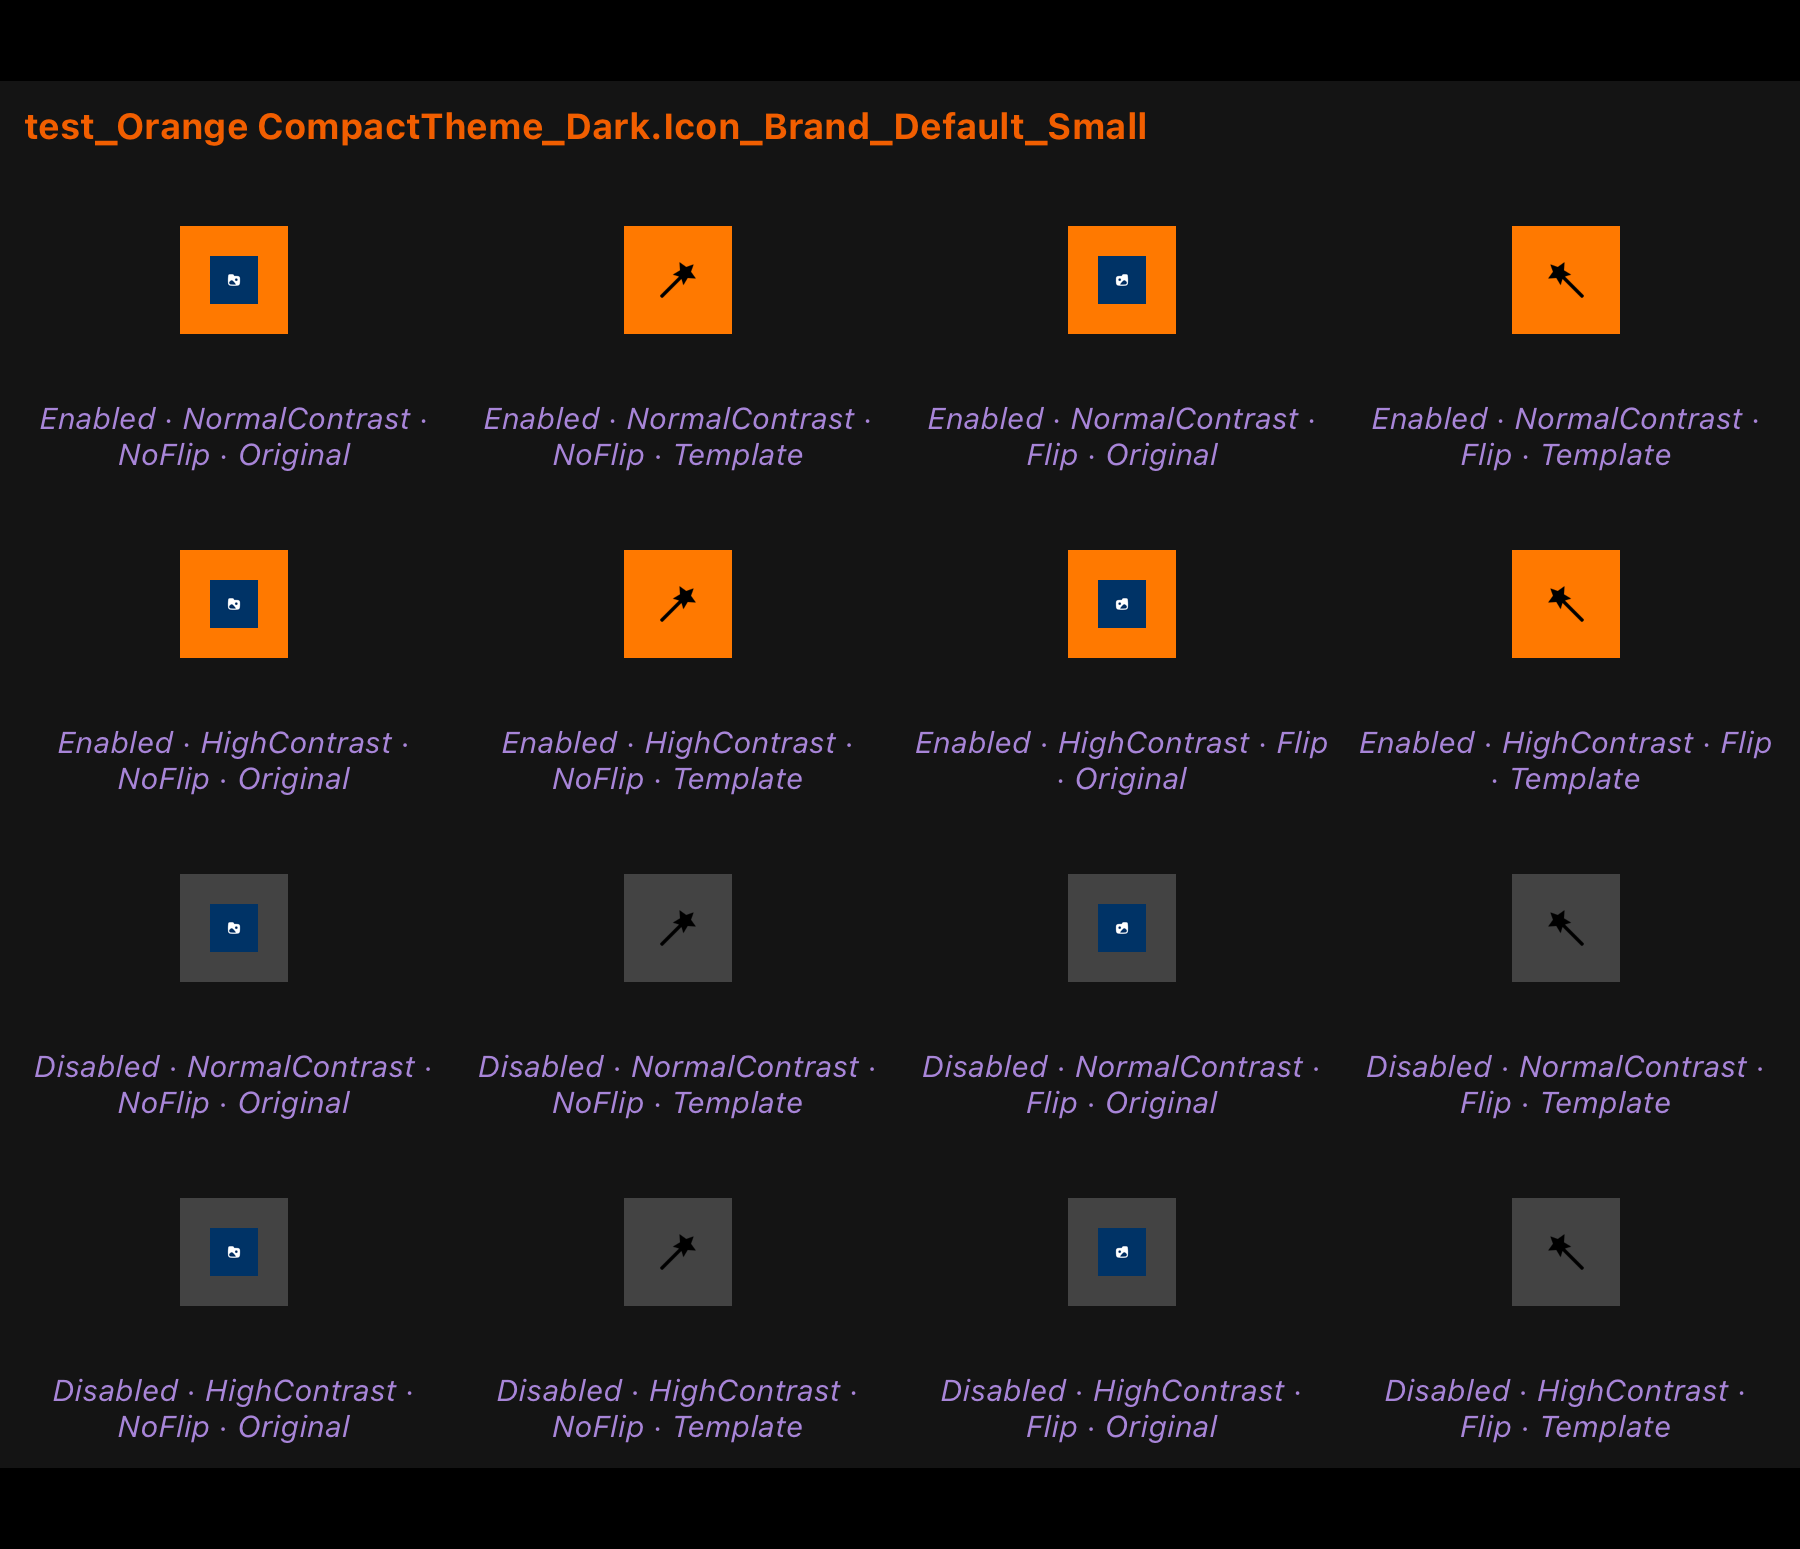 test_Orange CompactTheme_Dark.Icon_Brand_Default_Small
Enabled · NormalContrast ·
NoFlip · Original
Enabled · NormalContrast ·
NoFlip · Template
Enabled · NormalContrast ·
Flip · Original
Enabled · NormalContrast ·
Flip · Template
Enabled · HighContrast ·
NoFlip · Original
Enabled · HighContrast ·
NoFlip · Template
Enabled · HighContrast · Flip
· Original
Enabled · HighContrast · Flip
· Template
Disabled · NormalContrast ·
NoFlip · Original
Disabled · NormalContrast ·
NoFlip · Template
Disabled · NormalContrast ·
Flip · Original
Disabled · NormalContrast ·
Flip · Template
Disabled · HighContrast ·
NoFlip · Original
Disabled · HighContrast ·
NoFlip · Template
Disabled · HighContrast ·
Flip · Original
Disabled · HighContrast ·
Flip · Template